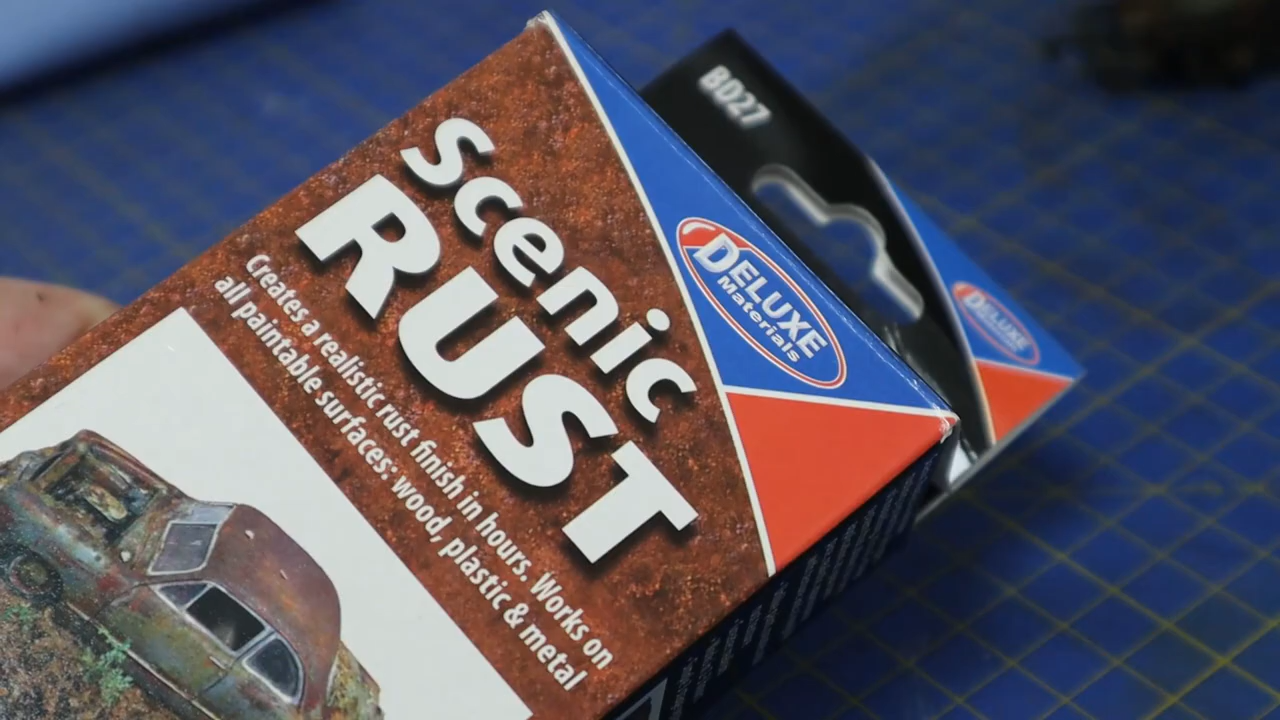 BD27
DELUXE
Materials
DELUXE
Materials
scenic
RUST
Creates a realistic rust finish in hours. Works on
all paintable surfaces: wood, plastic & metal